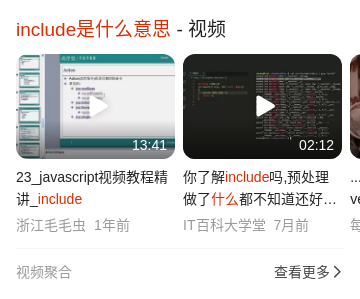 include是什么意思 - 视频
13:41
02:12
23_javascript视频教程精
讲_include
浙江毛毛虫 1年前
你了解include吗,预处理
做了什么都不知道还好…
IT百科大学堂 7月前
视频聚合
查看更多